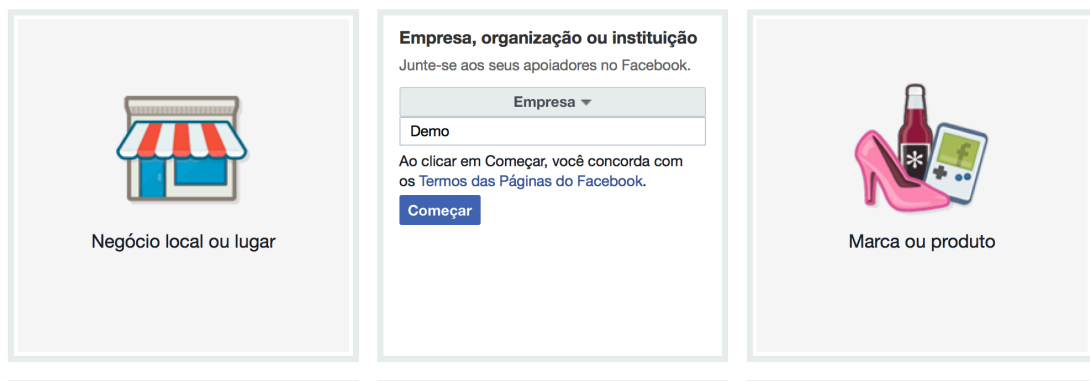 Negócio local ou lugar
Empresa, organização ou instituição
Junte-se aos seus apoiadores no Facebook.
Empresa
Demo
Ao clicar em Começar, você concorda com
os Termos das Páginas do Facebook.
Começar
Marca ou produto